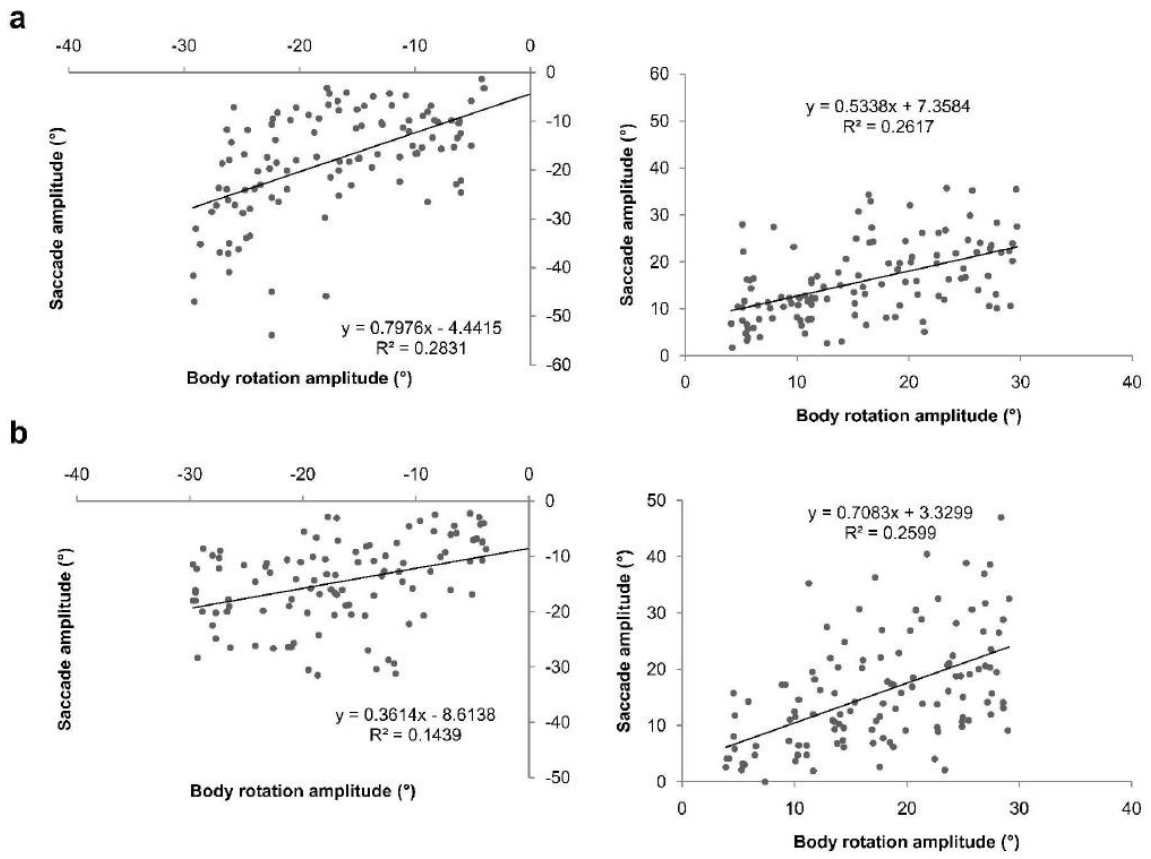 a
-40 -30 -20 -10 0
0
-10
-20
-30
-40
-50
-60
Saccade amplitude (°)
y = 0.7976x - 4.4415
R² = 0.2831
Body rotation amplitude (°)
60
50
40
30
20
10
0
Saccade amplitude (°)
y = 0.5338x + 7.3584
R² = 0.2617
0 10 20 30 40
Body rotation amplitude (°)
b
-40 -30 -20 -10 0
0
-10
-20
-30
-40
-50
Saccade amplitude (°)
y = 0.3614x - 8.6138
R² = 0.1439
Body rotation amplitude (°)
50
40
30
20
10
0
Saccade amplitude (°)
y = 0.7083x + 3.3299
R² = 0.2599
0 10 20 30 40
Body rotation amplitude (°)